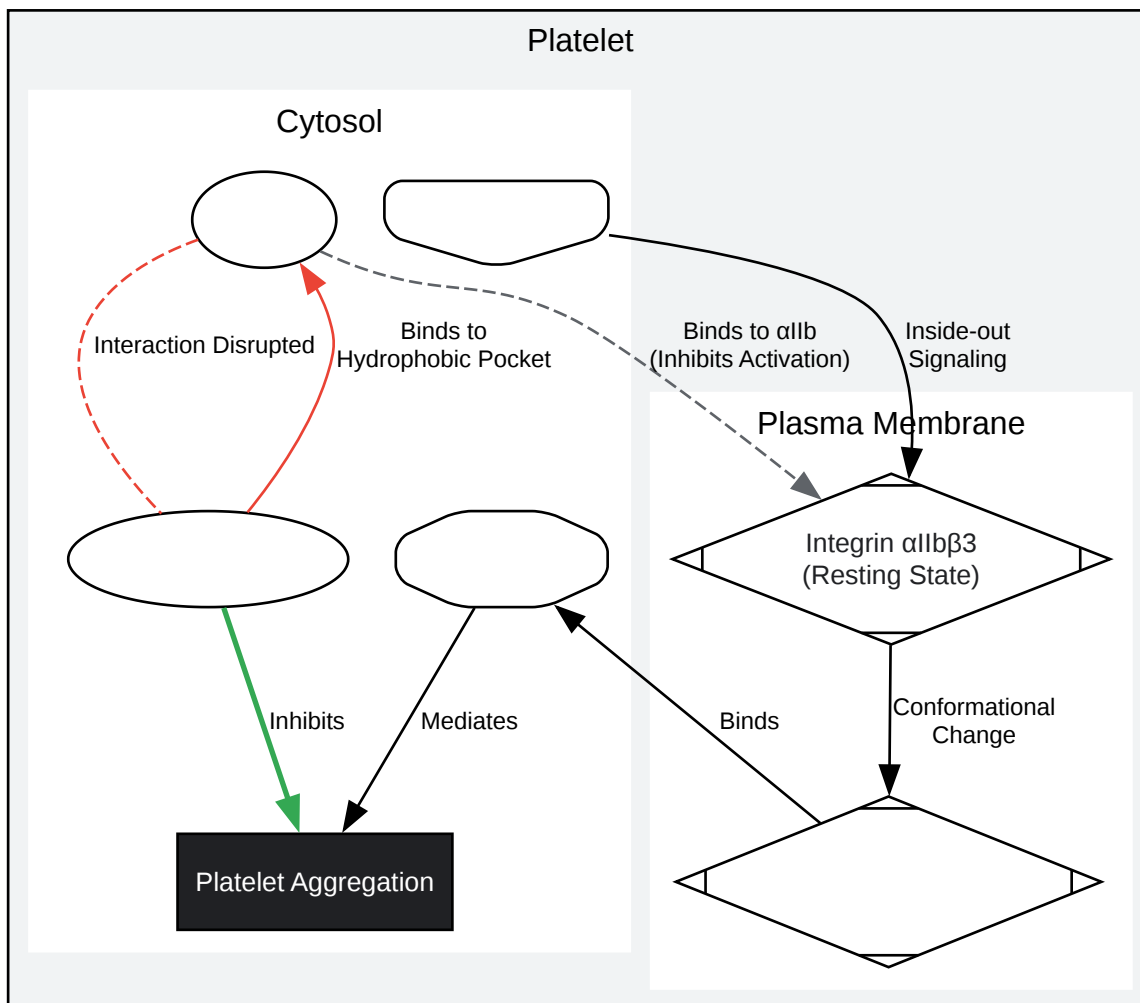 Platelet
Cytosol
Interaction Disrupted
Binds to
Hydrophobic Pocket
Binds to αIIb
(Inhibits Activation)
Inside-out
Signaling
Plasma Membrane
Integrin αIIbβ3
(Resting State)
Inhibits
Mediates
Binds
Conformational
Change
Platelet Aggregation